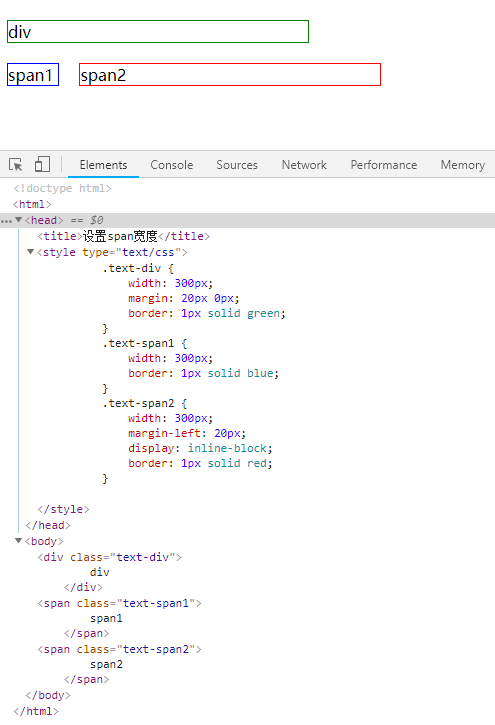 div
span1 span2
Elements Console Sources Network Performance Memory
<!doctype html>
<html>
...▼<head> == $0
<title>设置span宽度</title>
▼<style type="text/css">
.text-div {
width: 300px;
margin: 20px 0px;
border: 1px solid green;
}
.text-span1 {
width: 300px;
border: 1px solid blue;
}
.text-span2 {
width: 300px;
margin-left: 20px;
display: inline-block;
border: 1px solid red;
}
</style>
</head>
▼<body>
<div class="text-div">
div
</div>
<span class="text-span1">
span1
</span>
<span class="text-span2">
span2
</span>
</body>
</html>